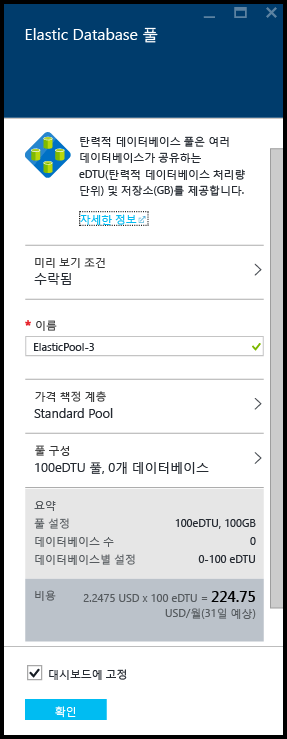 Elastic Database 풀
탄력적 데이터베이스 풀은 여러
데이터베이스가 공유하는
eDTU(탄력적 데이터베이스 처리량
단위) 및 저장소(GB)를 제공합니다.
자세한 정보
미리 보기 조건
수락됨
* 이름
ElasticPool-3
가격 책정 계층
Standard Pool
풀 구성
100eDTU 풀, 0개 데이터베이스
요약
풀 설정 100eDTU, 100GB
데이터베이스 수 0
데이터베이스별 설정 0-100 eDTU
비용 2.2475 USD x 100 eDTU = 224.75
USD/월(31일 예상)
대시보드에 고정
확인